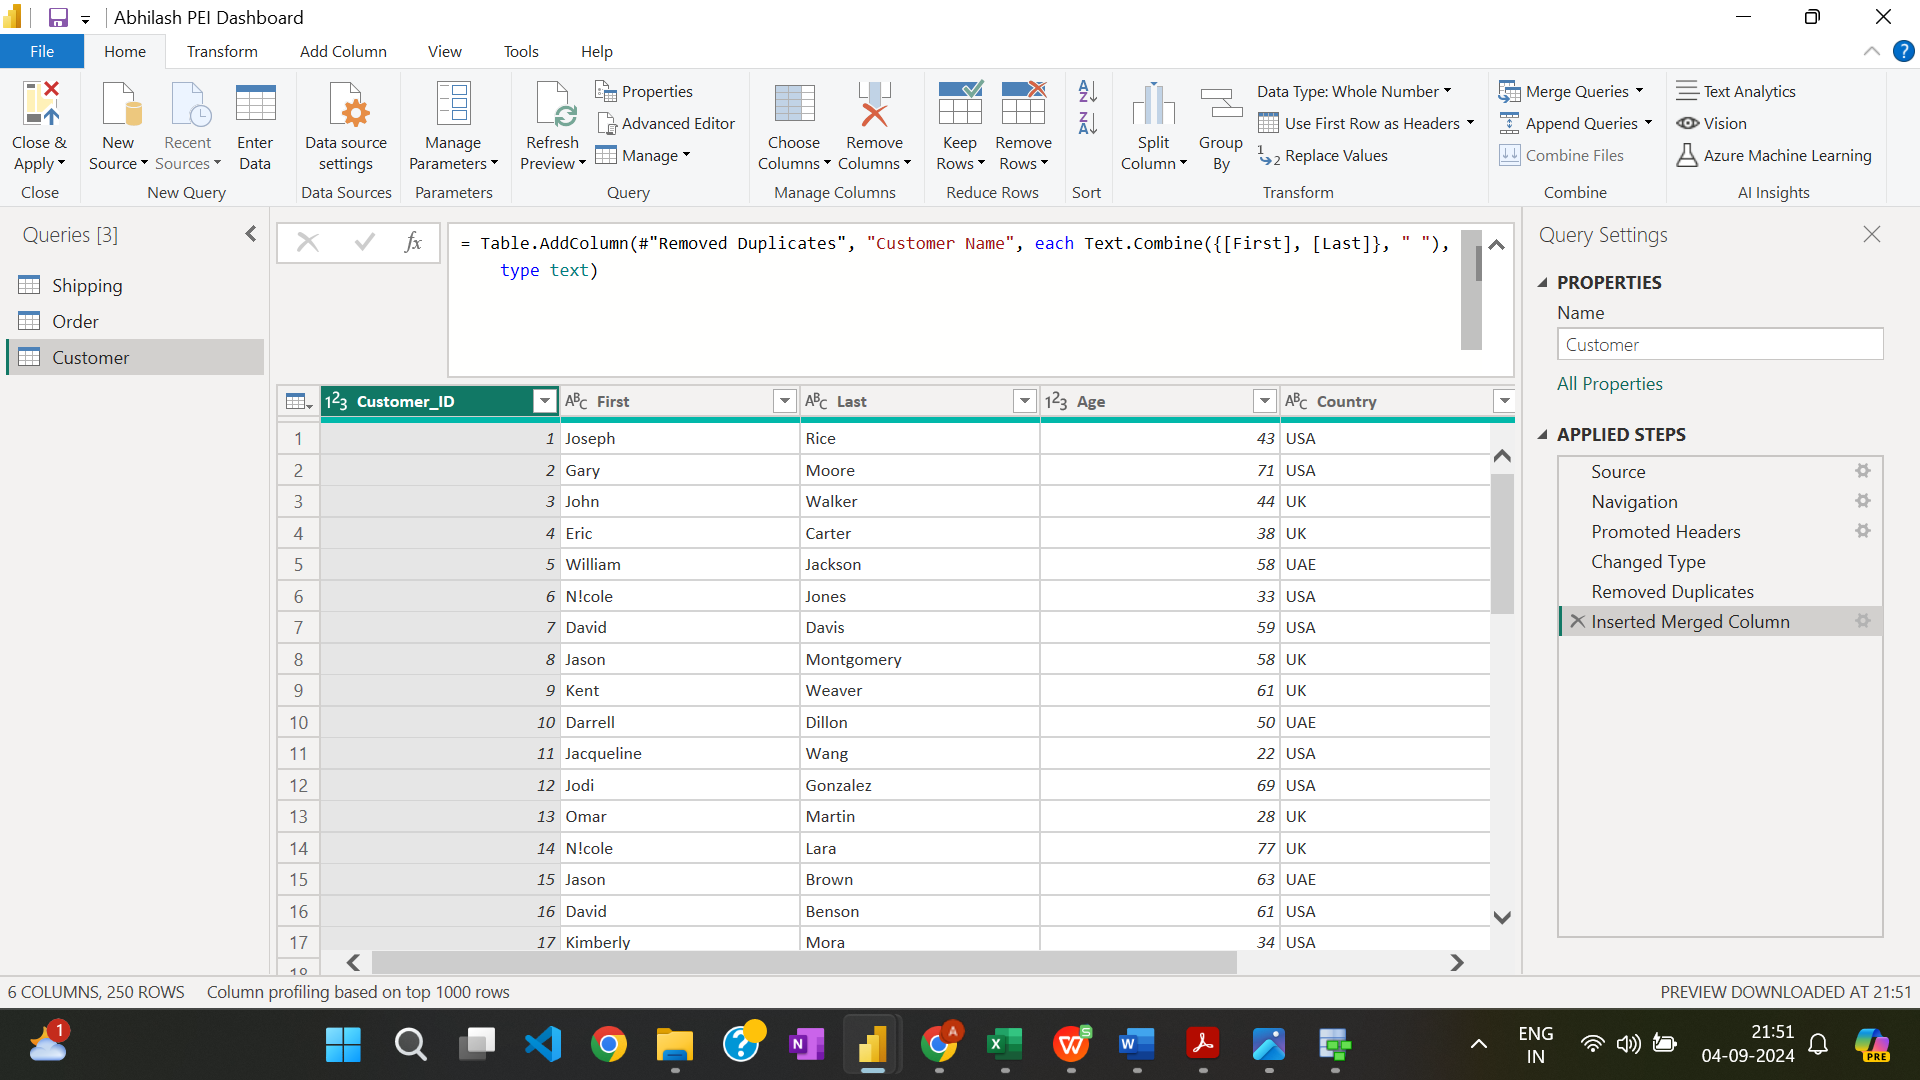 Abhilash PEI Dashboard
File Home Transform Add Column View Tools Help
Close & Apply
New Source
Recent Sources
Enter Data
Data source settings
Manage Parameters
Refresh Preview
Properties
Advanced Editor
Manage
Choose Columns
Remove Columns
Keep Rows
Remove Rows
A Z
Z A
Split Column
Group By
Data Type: Whole Number
Use First Row as Headers
1 2 Replace Values
Merge Queries
Append Queries
Combine Files
Text Analytics
Vision
Azure Machine Learning
Close New Query Data Sources Parameters Query Manage Columns Reduce Rows Sort Transform Combine AI Insights
Queries [3]
Shipping
Order
Customer
fx
= Table.AddColumn(#"Removed Duplicates", "Customer Name", each Text.Combine({[First], [Last]}, " "),
type text)
123 Customer_ID ABC First ABC Last 123 Age ABC Country
1 1 Joseph Rice 43 USA
2 2 Gary Moore 71 USA
3 3 John Walker 44 UK
4 4 Eric Carter 38 UK
5 5 William Jackson 58 UAE
6 6 N!cole Jones 33 USA
7 7 David Davis 59 USA
8 8 Jason Montgomery 58 UK
9 9 Kent Weaver 61 UK
10 10 Darrell Dillon 50 UAE
11 11 Jacqueline Wang 22 USA
12 12 Jodi Gonzalez 69 USA
13 13 Omar Martin 28 UK
14 14 N!cole Lara 77 UK
15 15 Jason Brown 63 UAE
16 16 David Benson 61 USA
17 17 Kimberly Mora 34 USA
18
Query Settings
PROPERTIES
Name
Customer
All Properties
APPLIED STEPS
Source
Navigation
Promoted Headers
Changed Type
Removed Duplicates
Inserted Merged Column
6 COLUMNS, 250 ROWS Column profiling based on top 1000 rows
PREVIEW DOWNLOADED AT 21:51
1
N
A
X
W
S
W
ENG
IN
21:51
04-09-2024
PRE